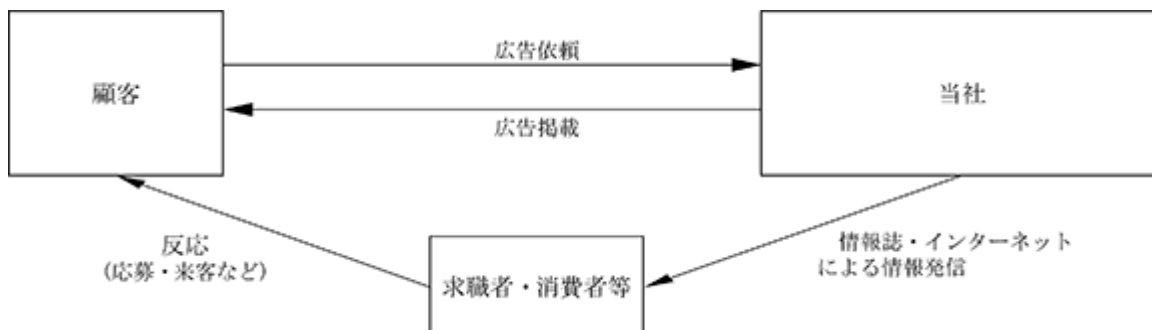 広告依頼
顧客
当社
広告掲載
反応
(応募・来客など)
情報誌・インターネット
による情報発信
求職者・消費者等